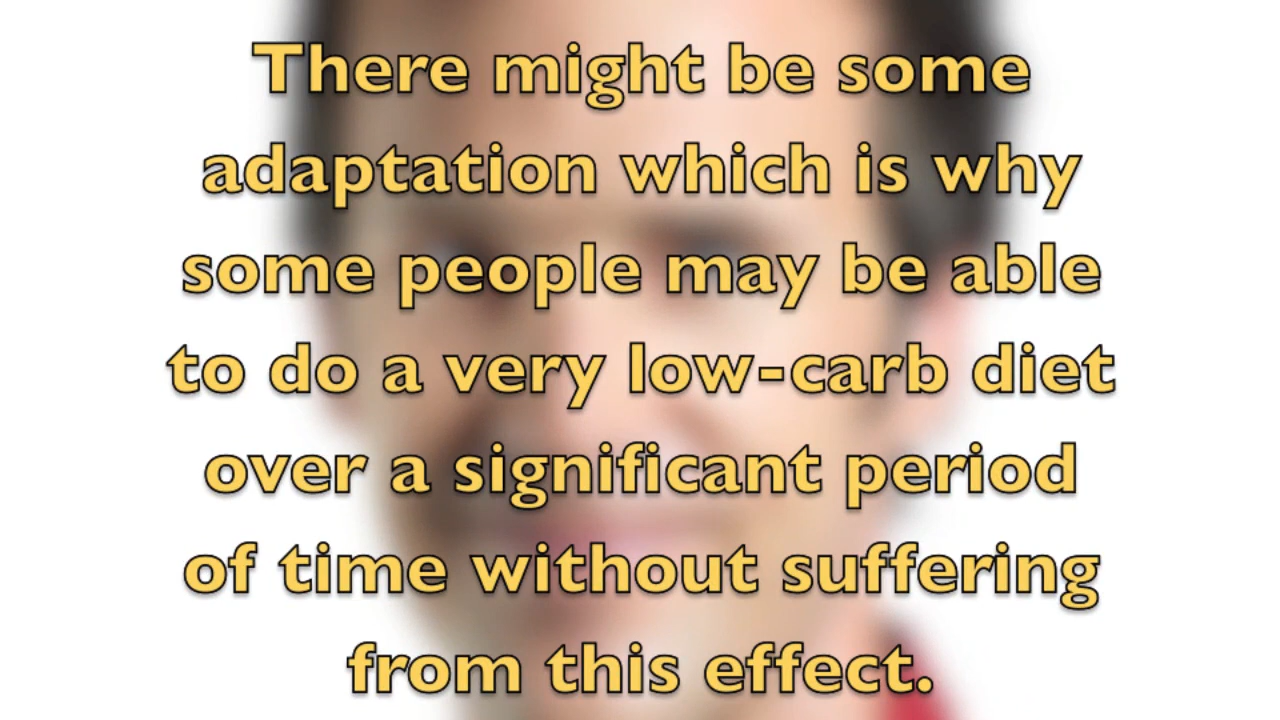 There might be some
adaptation which is why
some people may be able
to do a very low-carb diet
over a significant period
of time without suffering
from this effect.